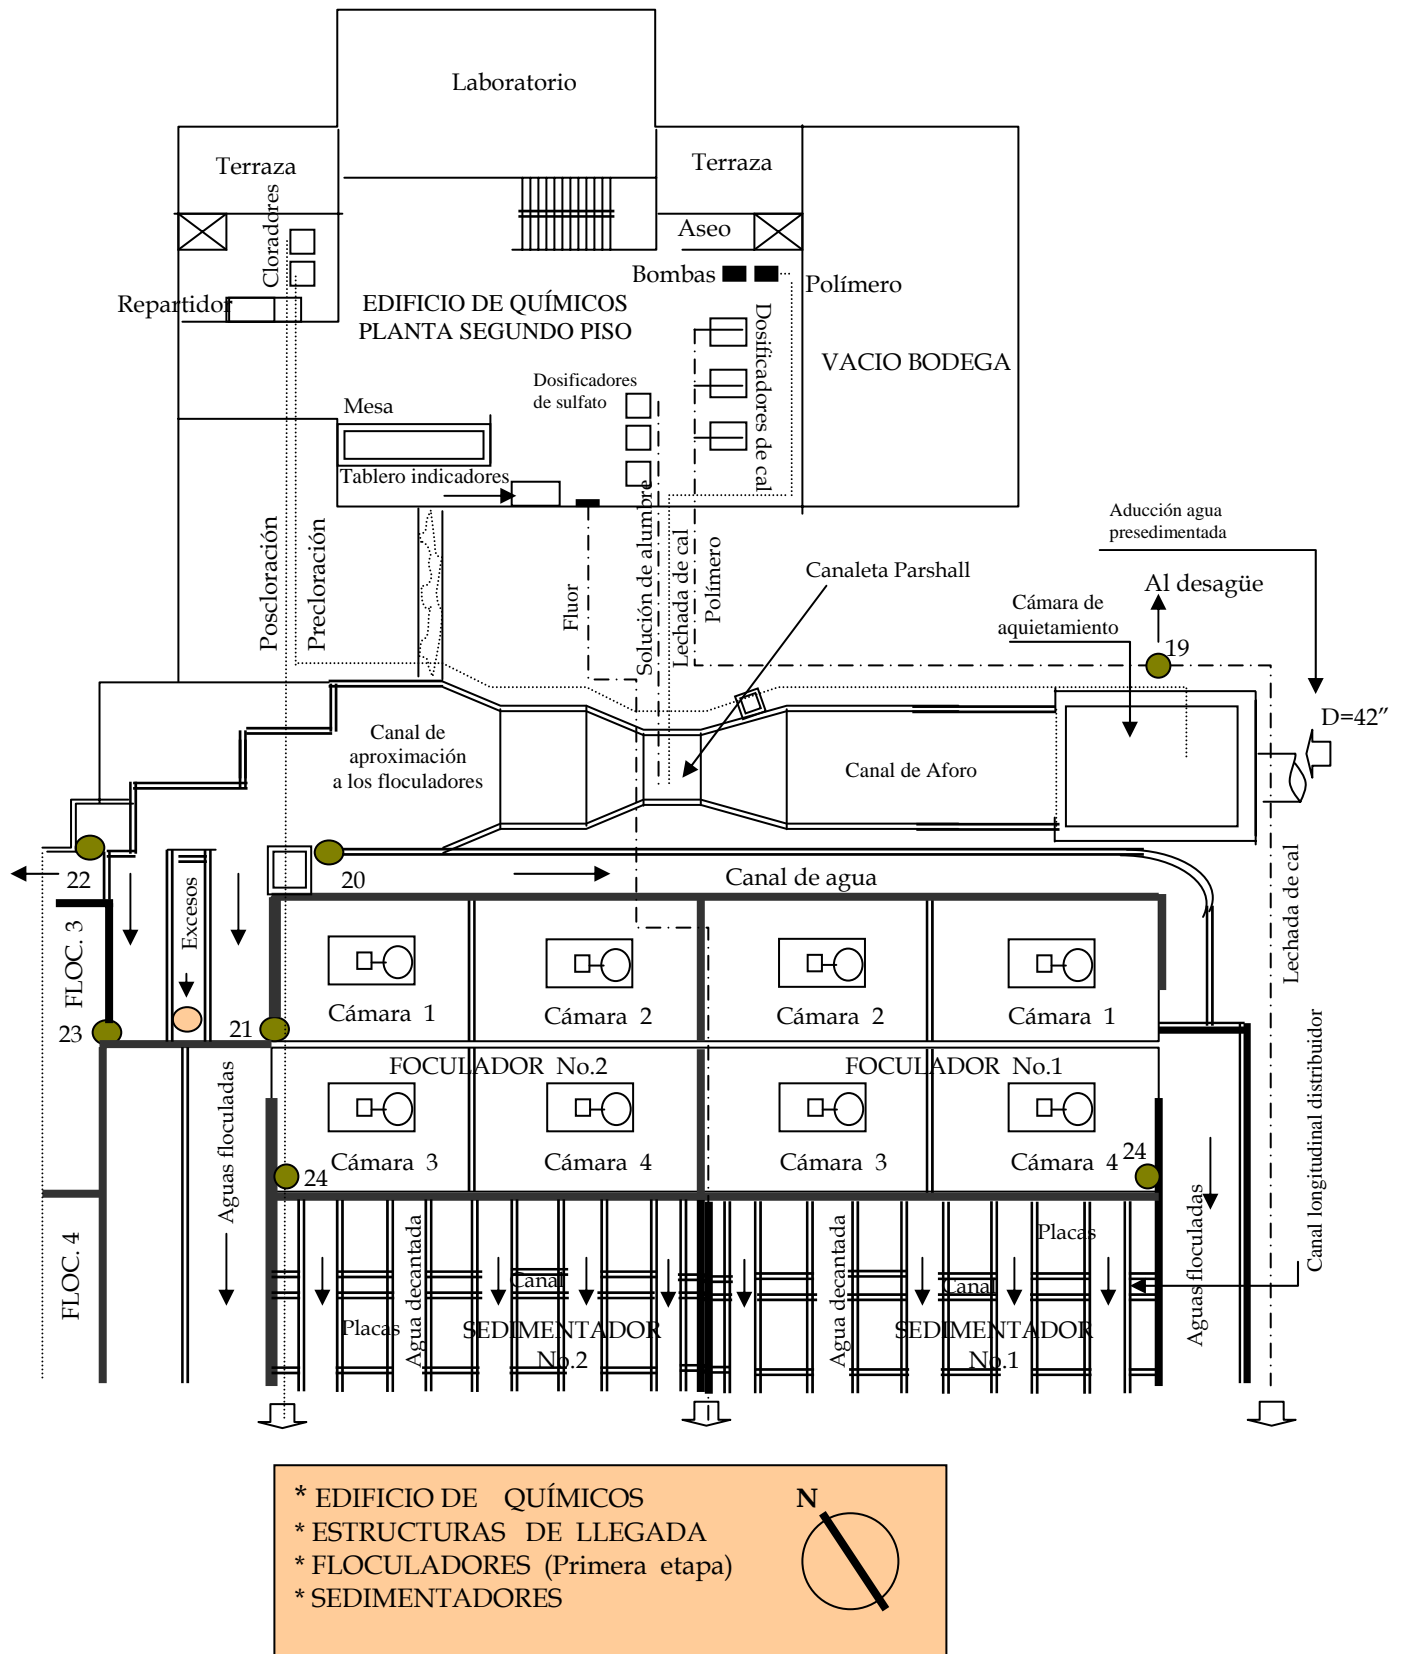 Laboratorio
Terraza
Terraza
Cloradores
Aseo
Bombas
Polímero
Repartidor
EDIFICIO DE QUÍMICOS
PLANTA SEGUNDO PISO
Dosificadores de cal
VACIO BODEGA
Dosificadores
de sulfato
Mesa
Tablero indicadores
Poscloración
Precloración
Fluor
Solución de alumbre
Lechada de cal
Polímero
Canaleta Parshall
Aducción agua
presedimentada
Al desagüe
Cámara de
aquietamiento
19
D=42"
Canal de
aproximación
a los floculadores
Canal de Aforo
22
20
Canal de agua
Excesos
FLOC. 3
Lechada de cal
Cámara 1
Cámara 2
Cámara 2
Cámara 1
23
21
FOCULADOR No.2
FOCULADOR No.1
Aguas floculadas
Canal longitudinal distribuidor
Cámara 3
Cámara 4
Cámara 3
Cámara 4
24
24
FLOC. 4
Agua decantada
Agua decantada
Placas
Aguas floculadas
Canal
Canal
Placas
SEDIMENTADOR
No.2
SEDIMENTADOR
No.1
* EDIFICIO DE QUÍMICOS
* ESTRUCTURAS DE LLEGADA
* FLOCULADORES (Primera etapa)
* SEDIMENTADORES
N